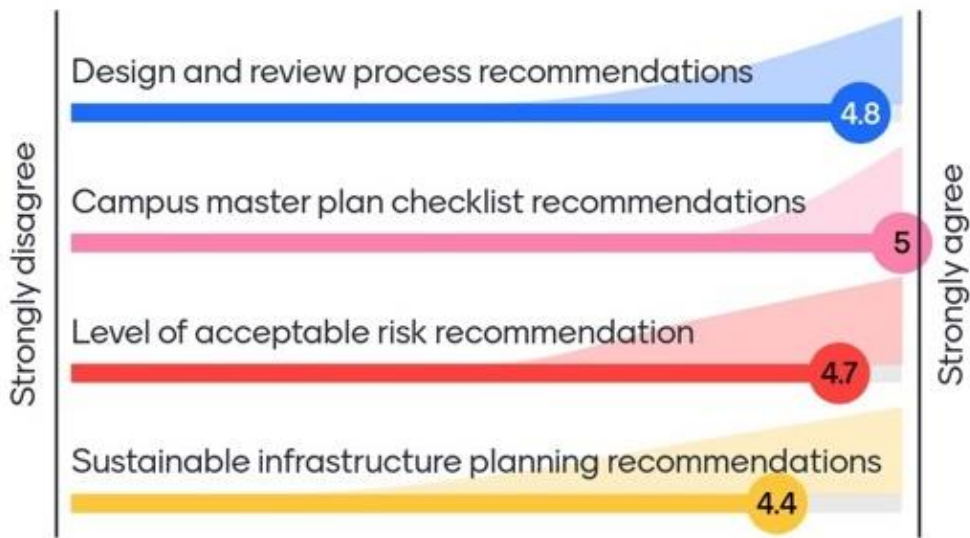 Strongly disagree
Design and review process recommendations
4.8
Campus master plan checklist recommendations
5
Level of acceptable risk recommendation
4.7
Sustainable infrastructure planning recommendations
4.4
Strongly agree